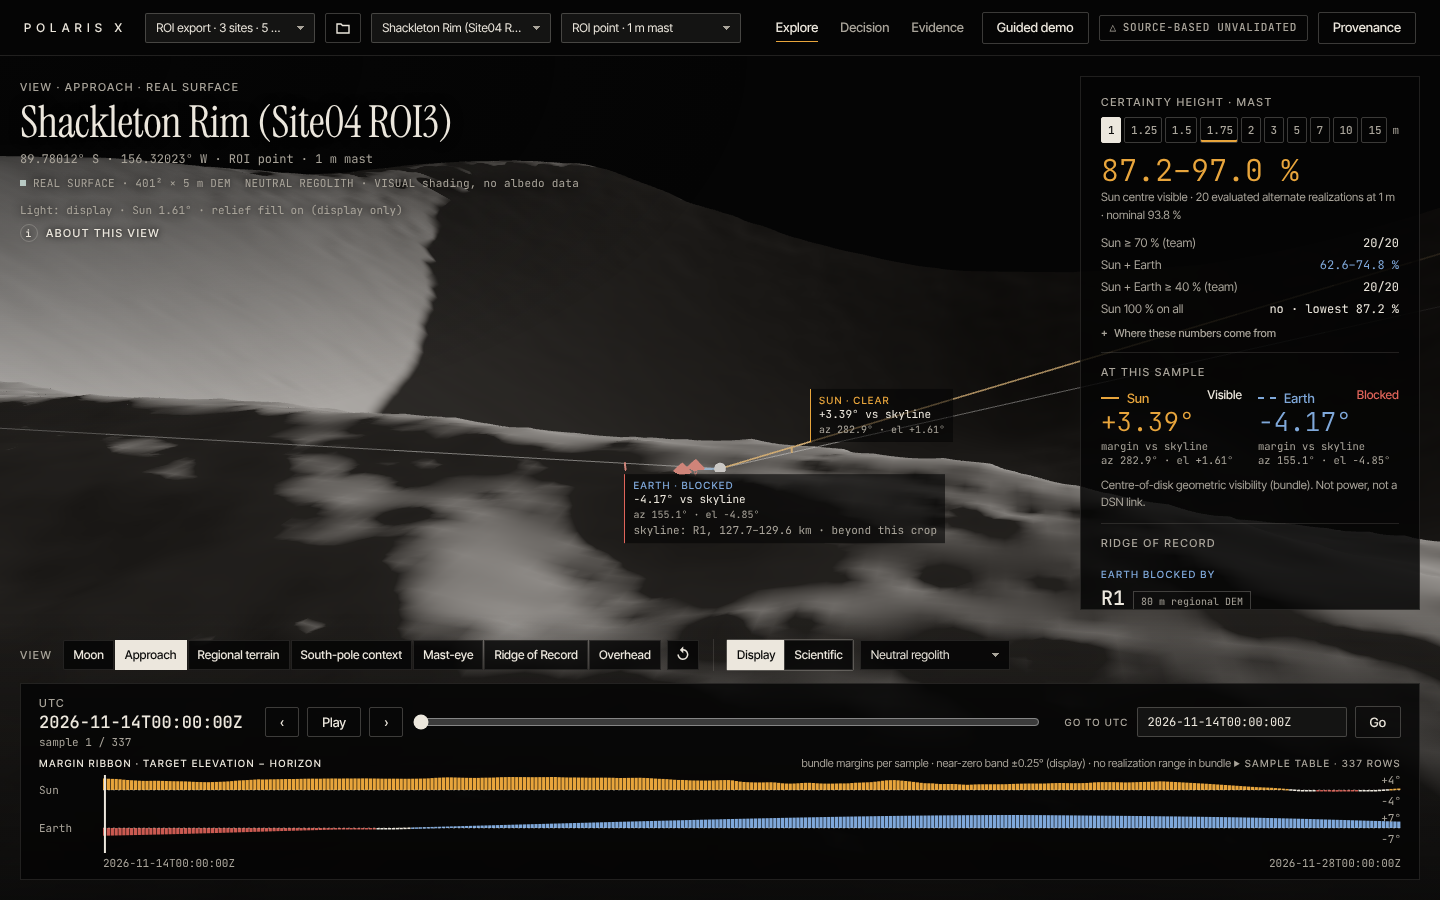 POLARIS X
ROI export · 3 sites · 5 ...
Shackleton Rim (Site04 R...
ROI point · 1 m mast
Explore
Decision
Evidence
Guided demo
△ SOURCE-BASED UNVALIDATED
Provenance
VIEW · APPROACH · REAL SURFACE
Shackleton Rim (Site04 ROI3)
89.78012° S · 156.32023° W · ROI point · 1 m mast
REAL SURFACE · 401² × 5 m DEM NEUTRAL REGOLITH · VISUAL shading, no albedo data
Light: display · Sun 1.61° · relief fill on (display only)
i ABOUT THIS VIEW
CERTAINTY HEIGHT · MAST
1 1.25 1.5 1.75 2 3 5 7 10 15 m
87.2–97.0 %
Sun centre visible · 20 evaluated alternate realizations at 1 m
· nominal 93.8 %
Sun ≥ 70 % (team) 20/20
Sun + Earth 62.6–74.8 %
Sun + Earth ≥ 40 % (team) 20/20
Sun 100 % on all no · lowest 87.2 %
+ Where these numbers come from
AT THIS SAMPLE
Sun Visible
+3.39°
margin vs skyline
az 282.9° · el +1.61°
Earth Blocked
-4.17°
margin vs skyline
az 155.1° · el -4.85°
Centre-of-disk geometric visibility (bundle). Not power, not a
DSN link.
RIDGE OF RECORD
EARTH BLOCKED BY
R1 80 m regional DEM
SUN · CLEAR
+3.39° vs skyline
az 282.9° · el +1.61°
EARTH · BLOCKED
-4.17° vs skyline
az 155.1° · el -4.85°
skyline: R1, 127.7–129.6 km · beyond this crop
VIEW
Moon
Approach
Regional terrain
South-pole context
Mast-eye
Ridge of Record
Overhead
Display
Scientific
Neutral regolith
UTC
2026-11-14T00:00:00Z
sample 1 / 337
‹
Play
›
GO TO UTC
2026-11-14T00:00:00Z
Go
MARGIN RIBBON · TARGET ELEVATION − HORIZON
bundle margins per sample · near-zero band ±0.25° (display) · no realization range in bundle
▶ SAMPLE TABLE · 337 ROWS
Sun
+4°
-4°
Earth
+7°
-7°
2026-11-14T00:00:00Z
2026-11-28T00:00:00Z